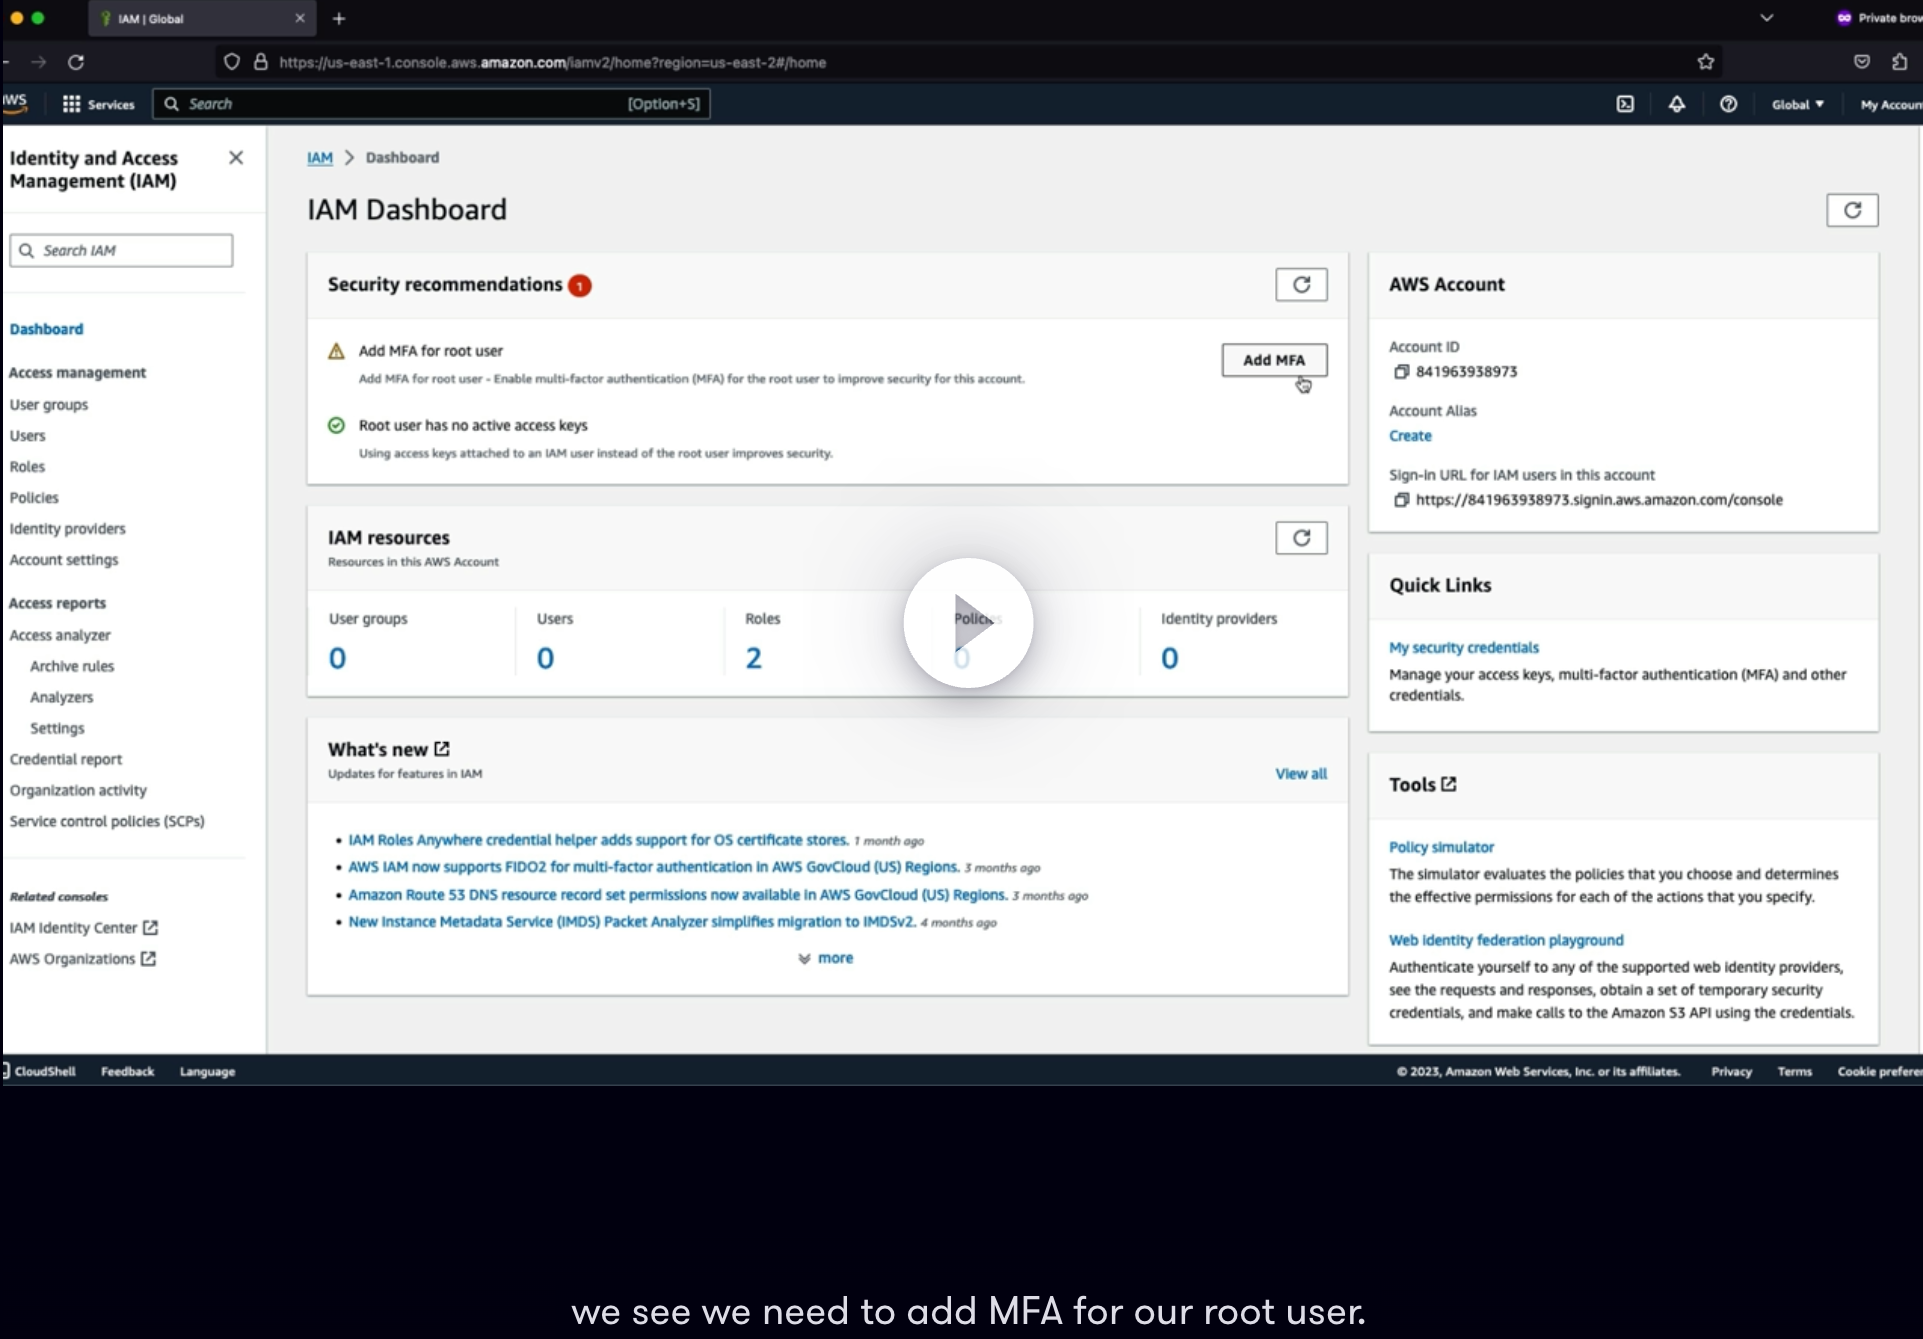 IAM | Global
Private brow
https://us-east-1.console.aws.amazon.com/iamv2/home?region=us-east-2#/home
Services
Search
[Option+S]
Global
My Accoun
Identity and Access
Management (IAM)
Search IAM
Dashboard
Access management
User groups
Users
Roles
Policies
Identity providers
Account settings
Access reports
Access analyzer
Archive rules
Analyzers
Settings
Credential report
Organization activity
Service control policies (SCPs)
Related consoles
IAM Identity Center
AWS Organizations
IAM > Dashboard
IAM Dashboard
Security recommendations 1
Add MFA for root user
Add MFA for root user - Enable multi-factor authentication (MFA) for the root user to improve security for this account.
Add MFA
Root user has no active access keys
Using access keys attached to an IAM user instead of the root user improves security.
IAM resources
Resources in this AWS Account
User groups
0
Users
0
Roles
2
Policies
0
Identity providers
0
What's new
Updates for features in IAM
View all
• IAM Roles Anywhere credential helper adds support for OS certificate stores. 1 month ago
• AWS IAM now supports FIDO2 for multi-factor authentication in AWS GovCloud (US) Regions. 3 months ago
• Amazon Route 53 DNS resource record set permissions now available in AWS GovCloud (US) Regions. 3 months ago
• New Instance Metadata Service (IMDS) Packet Analyzer simplifies migration to IMDSv2. 4 months ago
more
AWS Account
Account ID
841963938973
Account Alias
Create
Sign-in URL for IAM users in this account
https://841963938973.signin.aws.amazon.com/console
Quick Links
My security credentials
Manage your access keys, multi-factor authentication (MFA) and other
credentials.
Tools
Policy simulator
The simulator evaluates the policies that you choose and determines
the effective permissions for each of the actions that you specify.
Web identity federation playground
Authenticate yourself to any of the supported web identity providers,
see the requests and responses, obtain a set of temporary security
credentials, and make calls to the Amazon S3 API using the credentials.
CloudShell
Feedback
Language
© 2023, Amazon Web Services, Inc. or its affiliates.
Privacy
Terms
Cookie preferen
we see we need to add MFA for our root user.